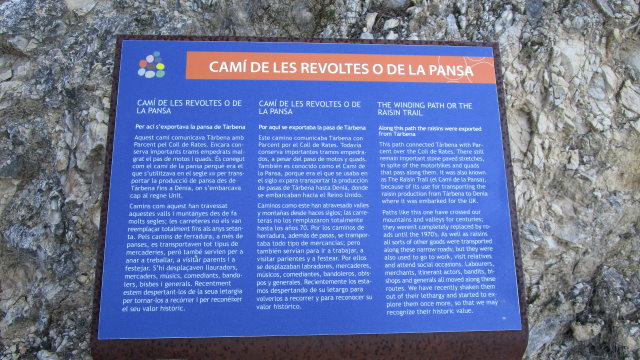 CAMÍ DE LES REVOLTES O DE LA PANSA
CAMÍ DE LES REVOLTES O DE
LA PANSA
Per ací s'exportava la pansa de Tàrbena
Aquest camí comunicava Tàrbena amb
Parcent pel Coll de Rates. Encara con-
serva importants trams empedrats mal-
grat el pas de motos i quads. És conegut
com el camí de la pansa perquè era el
que s'utilitzava en el segle XIX per trans-
portar la producció de pansa des de
Tàrbena fins a Dénia, on s'embarcava
cap al regne Unit.
Camins com aquest han travessat
aquestes valls i muntanyes des de fa
molts segles; les carreteres no els van
reemplaçar totalment fins als anys setan-
ta. Pels camins de ferradura, a més de
panses, es transportaven tot tipus de
mercaderies, però també servien per a
anar a treballar, a visitar parents i a
festejar. S'hi desplaçaven llauradors,
mercaders, músics, comediants, bando-
lers, bisbes i generals. Recentment
estem despertant-los de la seua letargia
per tornar-los a recórrer i per reconéixer
el seu valor històric.
CAMÍ DE LES REVOLTES O DE
LA PANSA
Por aquí se exportaba la pasa de Tàrbena
Este camino comunicaba Tàrbena con
Parcent por el Coll de Rates. Todavía
conserva importantes tramos empedra-
dos, a pesar del paso de motos y quads.
También es conocido como el Camí de
la Pansa, porque era el que se usaba en
el siglo XIX para transportar la producción
de pasas de Tàrbena hasta Denia, donde
se embarcaban hacia el Reino Unido.
Caminos como este han atravesado valles
y montañas desde hace siglos; las carre-
teras no los remplazaron totalmente
hasta los años 70. Por los caminos de
herradura, además de pasas, se transpor-
taba todo tipo de mercancías; pero
también servían para ir a trabajar, a
visitar parientes y a festejar. Por ellos
se desplazaban labradores, mercaderes,
músicos, comediantes, bandoleros, obis-
pos y generales. Recientemente los esta-
mos despertando de su letargo para
volverlos a recorrer y para reconocer su
valor histórico.
THE WINDING PATH OR THE
RAISIN TRAIL
Along this path the raisins were exported
from Tàrbena
This path connected Tàrbena with Par-
cent over the Coll de Rates. There still
remain important stone paved stretches,
in spite of the motorbikes and quads
that pass along them. It was also known
as The Raisin Trail (el Camí de la Pansa),
because of its use for transporting the
raisin production from Tàrbena to Denia
where it was embarked for the UK.
Paths like this one have crossed our
mountains and valleys for centuries;
they weren't completely replaced by ro-
ads until the 1970's. As well as raisins
all sorts of other goods were transported
along these narrow roads, but they were
also used to go to work, visit relatives
and attend social occasions. Labourers,
merchants, itinerant actors, bandits, bi-
shops and generals all moved along these
routes. We have recently shaken them
out of their lethargy and started to ex-
plore them once more, so that we may
recognize their historic value.